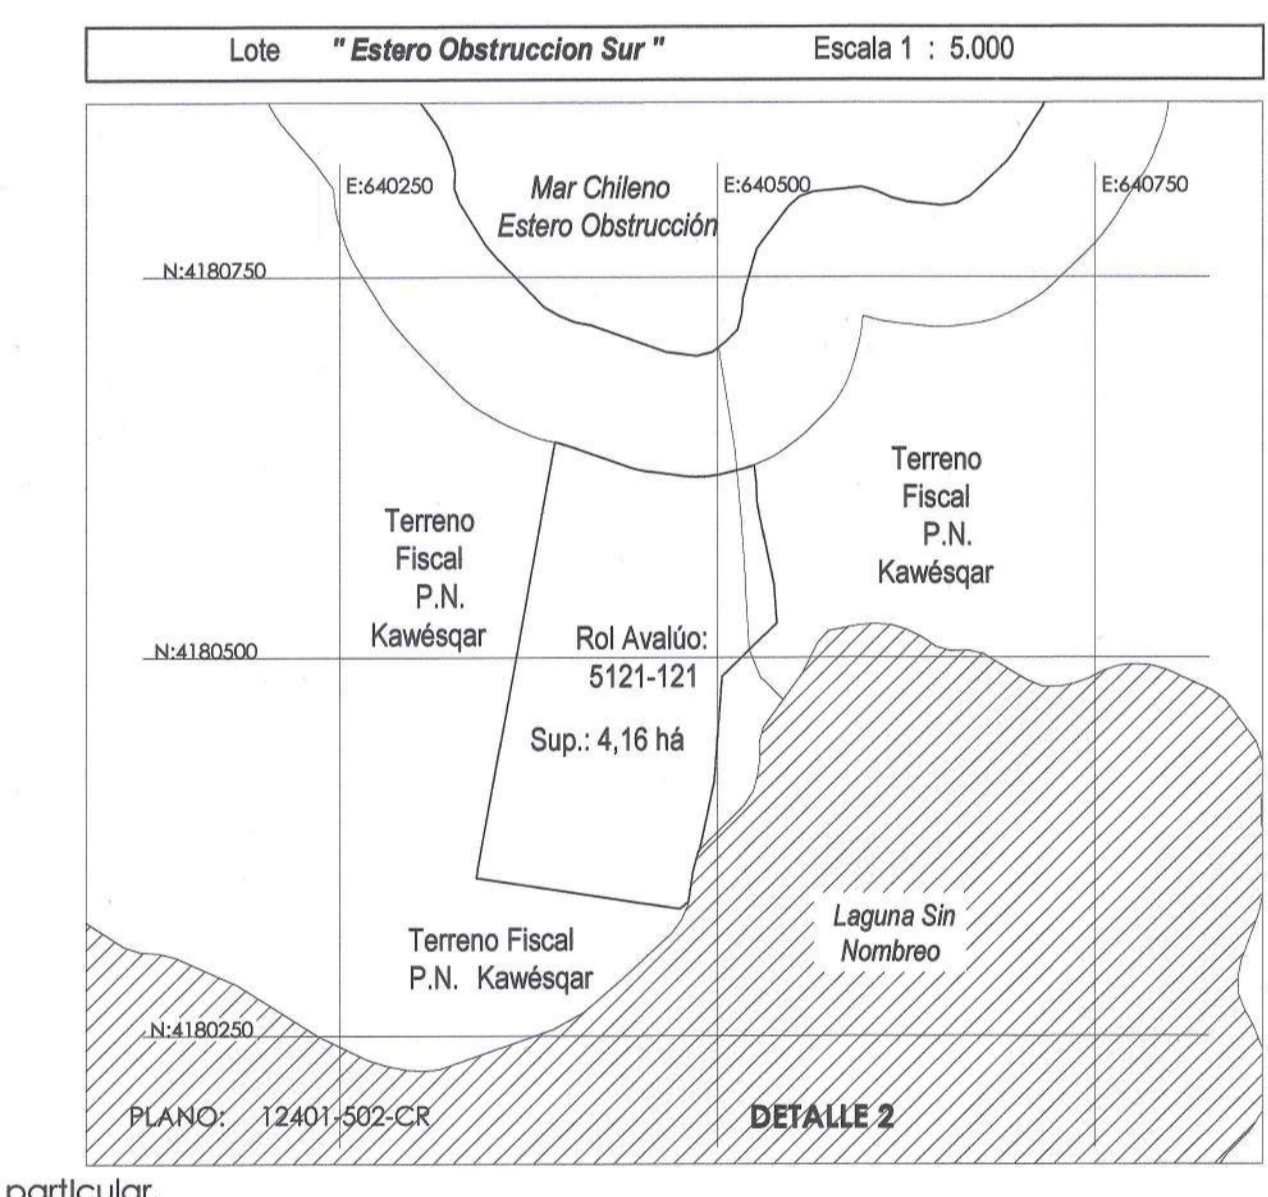 Lote " Estero Obstruccion Sur " Escala 1 : 5.000
E:640250
Mar Chileno
Estero Obstrucción
E:640500
E:640750
N:4180750
Terreno
Fiscal
P.N.
Kawésqar
Terreno
Fiscal
P.N.
Kawésqar
N:4180500
Rol Avalúo:
5121-121
Sup.: 4,16 há
Laguna Sin
Nombreo
Terreno Fiscal
P.N. Kawésqar
N:4180250
PLANO: 12401-502-CR
DETALLE 2
particular.